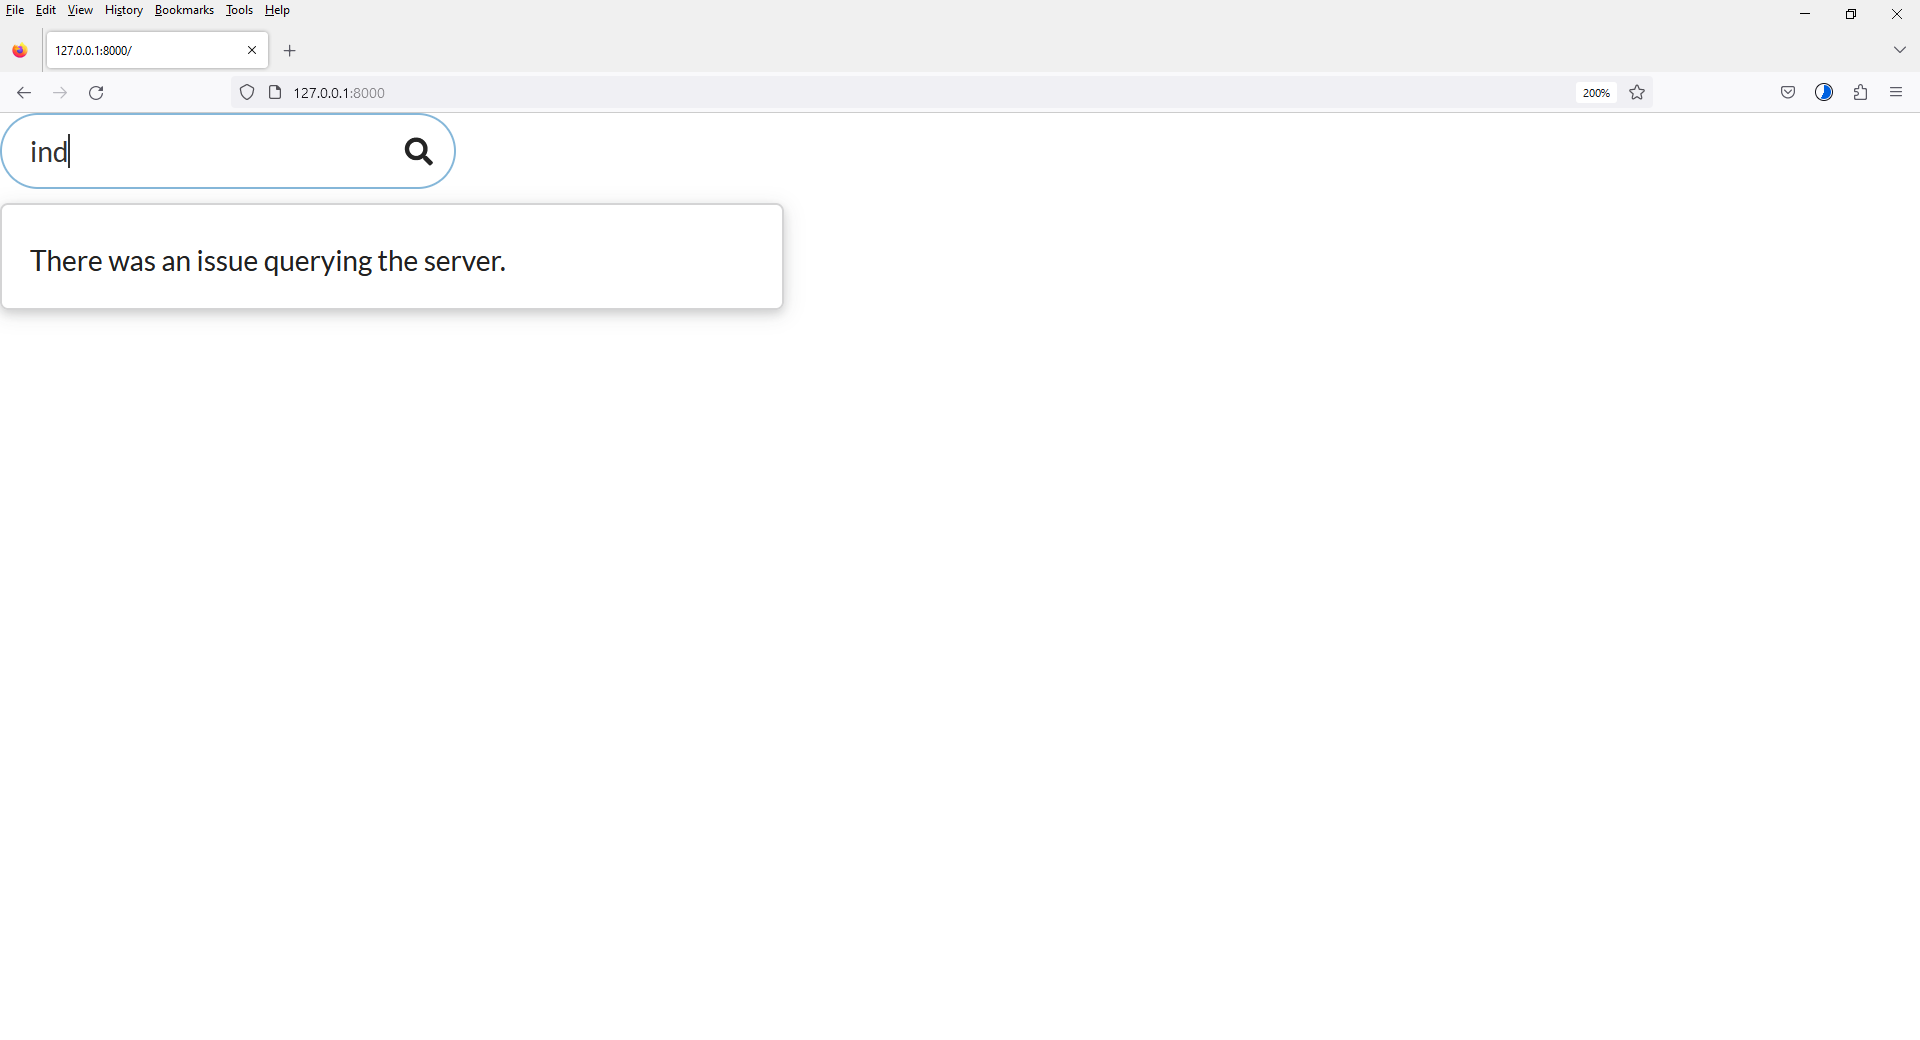 File Edit View History Bookmarks Tools Help
127.0.0.1:8000/
127.0.0.1:8000 200%
ind
There was an issue querying the server.